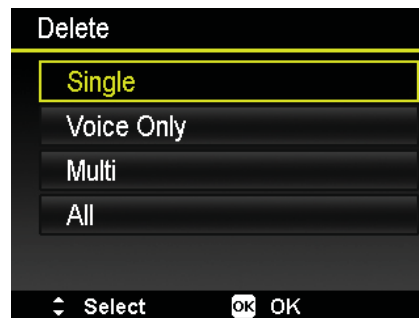 Delete
Single
Voice Only
Multi
All
Select OK OK